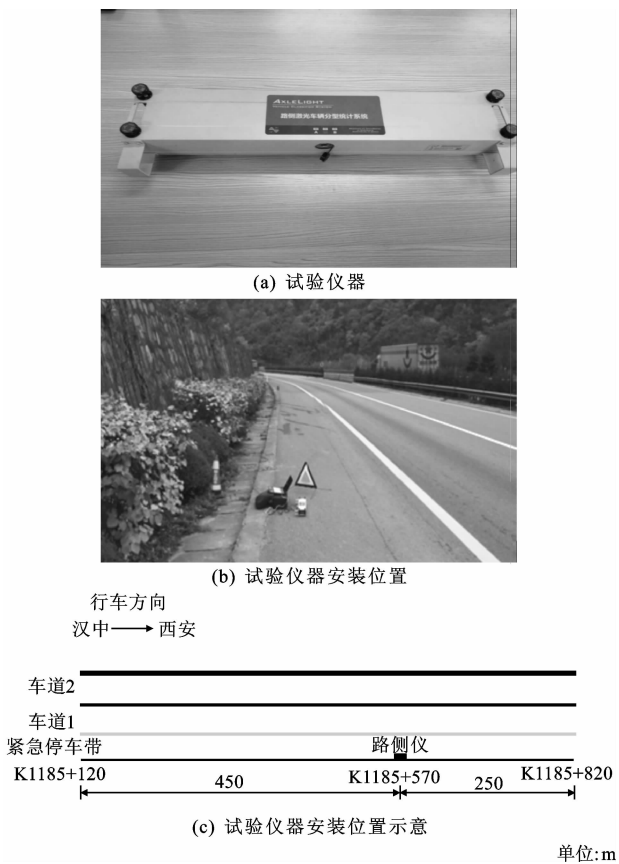 AXLELIGHT
路侧激光车辆分型统计系统
(a) 试验仪器
(b) 试验仪器安装位置
行车方向
汉中 → 西安
车道2
车道1
紧急停车带
路侧仪
K1185+120
K1185+570
K1185+820
450
250
(c) 试验仪器安装位置示意
单位:m